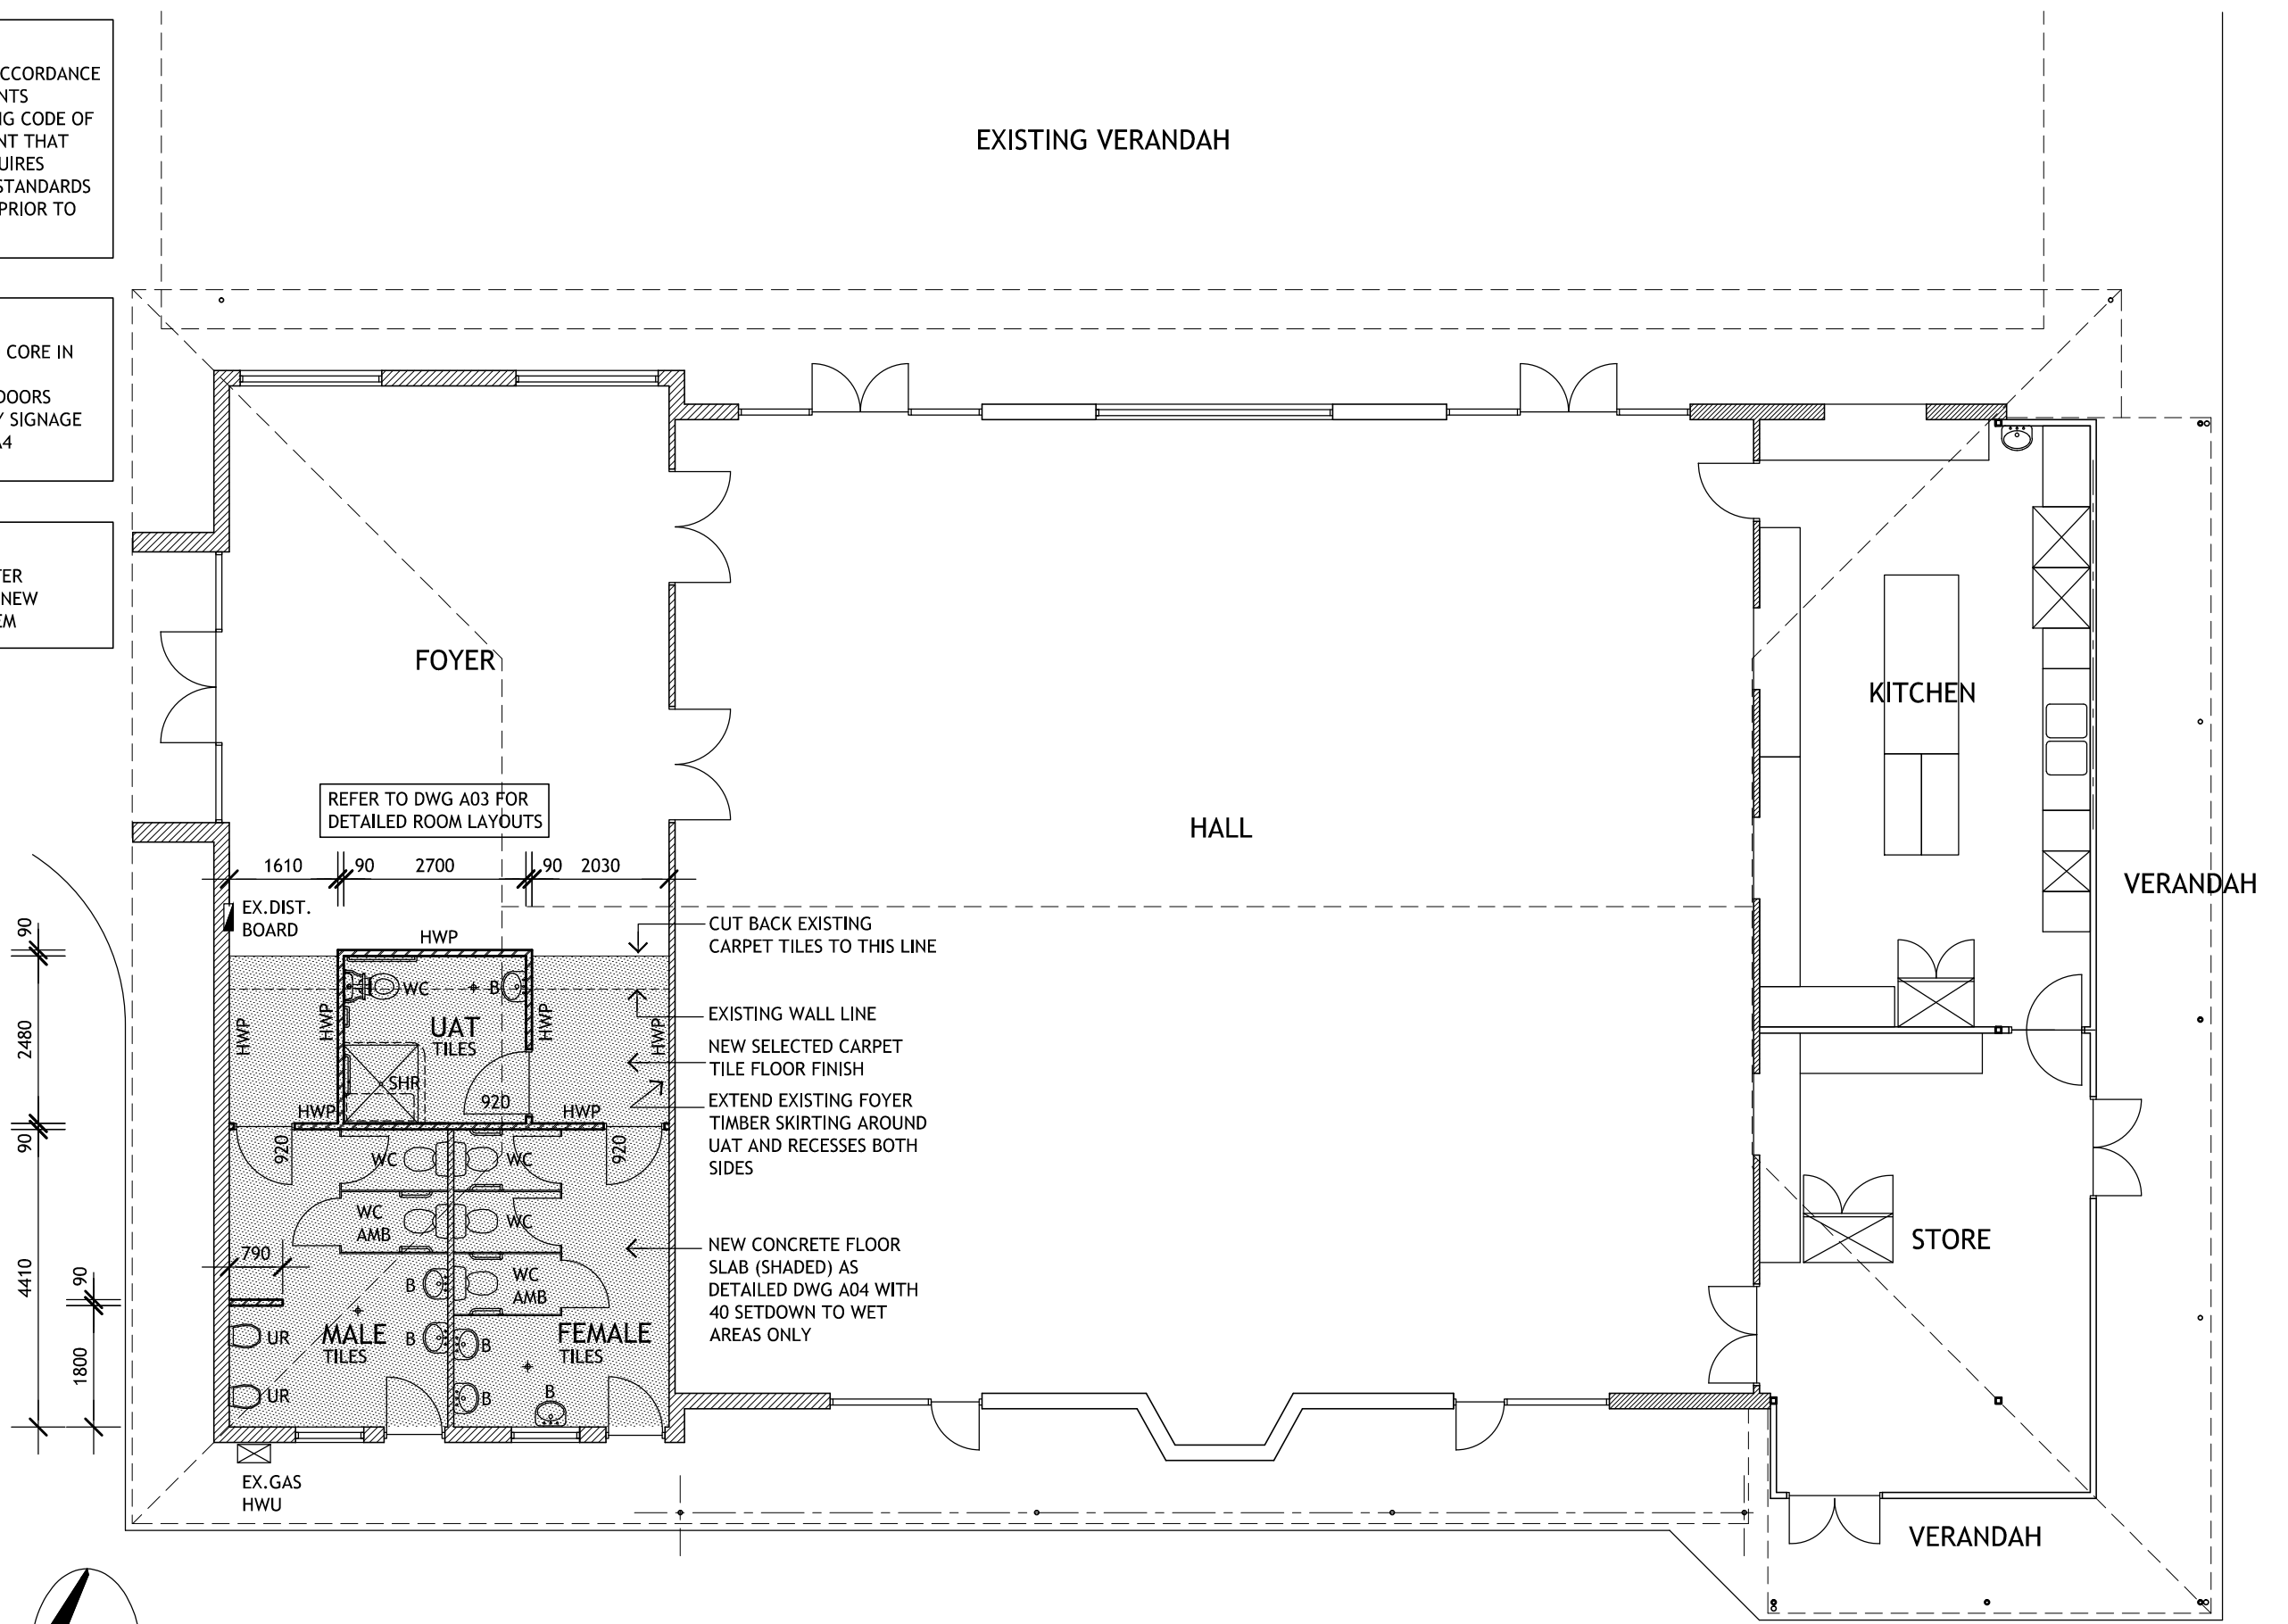 CCORDANCE
NTS
NG CODE OF
NT THAT
UIRES
STANDARDS
PRIOR TO
EXISTING VERANDAH
CORE IN
DOORS
Y SIGNAGE
A4
TER
NEW
EM
FOYER
KITCHEN
REFER TO DWG A03 FOR
DETAILED ROOM LAYOUTS
HALL
1610
90
2700
90
2030
VERANDAH
EX.DIST.
BOARD
HWP
CUT BACK EXISTING
CARPET TILES TO THIS LINE
90
2480
90
4410
90
1800
WC
B
HWP
HWP
HWP
HWP
UAT
TILES
EXISTING WALL LINE
NEW SELECTED CARPET
TILE FLOOR FINISH
SHR
920
HWP
HWP
EXTEND EXISTING FOYER
TIMBER SKIRTING AROUND
UAT AND RECESSES BOTH
SIDES
920
WC
WC
920
WC
AMB
WC
790
NEW CONCRETE FLOOR
SLAB (SHADED) AS
DETAILED DWG A04 WITH
40 SETDOWN TO WET
AREAS ONLY
STORE
B
WC
AMB
UR
MALE
TILES
B
B
FEMALE
TILES
UR
B
B
EX.GAS
HWU
VERANDAH